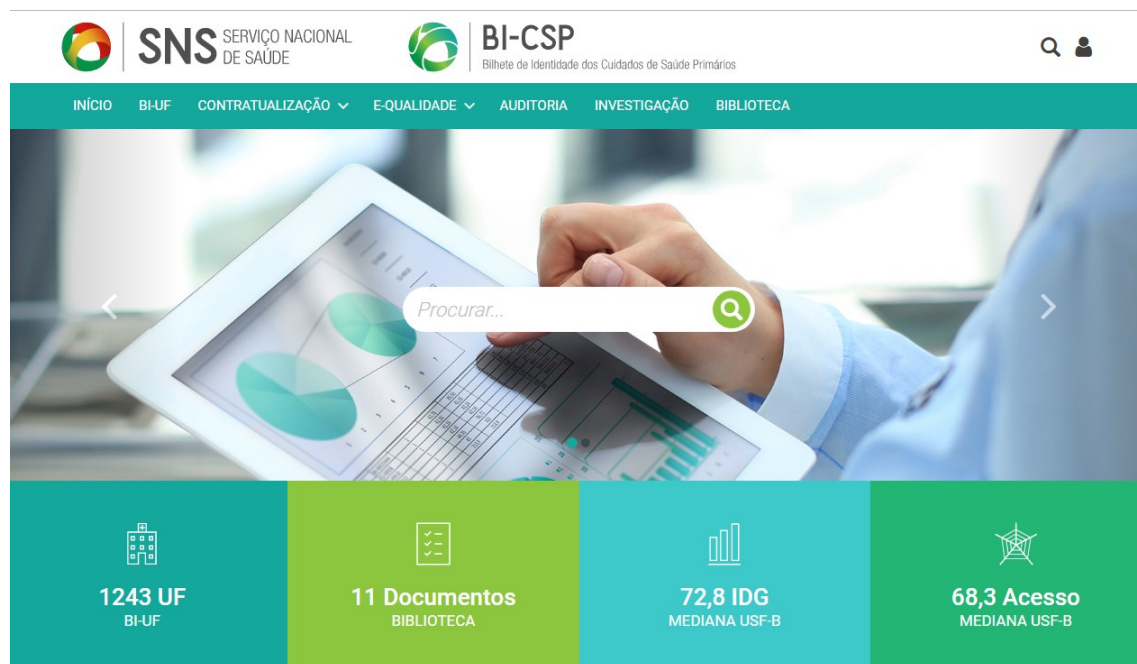 SNS SERVIÇO NACIONAL
DE SAÚDE
BI-CSP
Bilhete de Identidade dos Cuidados de Saúde Primários
INÍCIO BI-UF CONTRATUALIZAÇÃO E-QUALIDADE AUDITORIA INVESTIGAÇÃO BIBLIOTECA
Procurar...
1243 UF
BI-UF
11 Documentos
BIBLIOTECA
72,8 IDG
MEDIANA USF-B
68,3 Acesso
MEDIANA USF-B